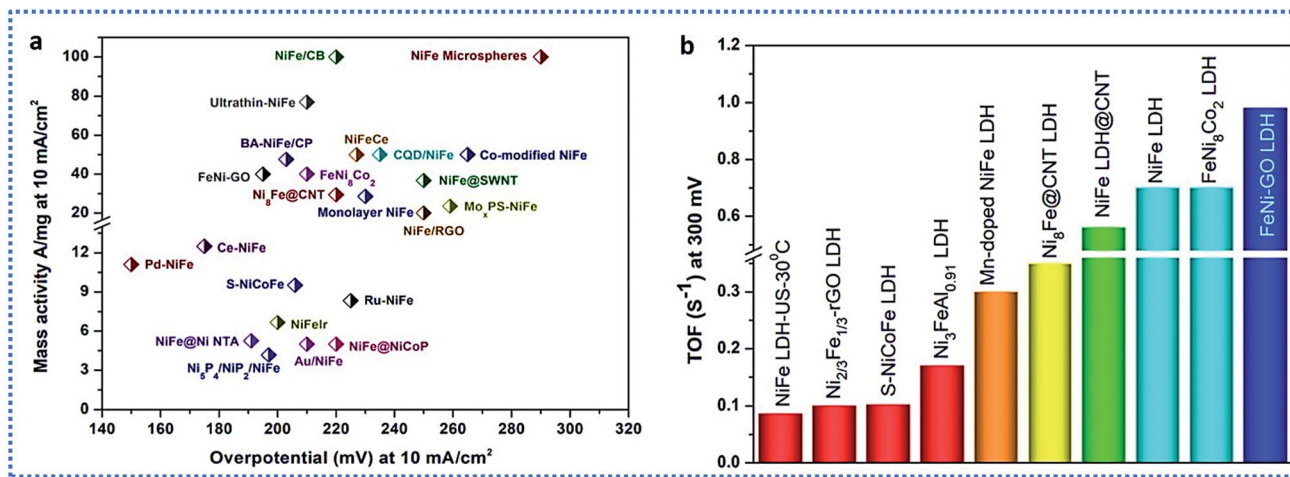 a
Mass activity A/mg at 10 mA/cm²
100
80
60
40
20
12
9
6
3
0
NiFe/CB
NiFe Microspheres
Ultrathin-NiFe
BA-NiFe/CP
NiFeCe
CQD/NiFe
Co-modified NiFe
FeNi-GO
FeNi₈Co₂
NiFe@SWNT
Ni₈Fe@CNT
Monolayer NiFe
MoₓPS-NiFe
NiFe/RGO
Ce-NiFe
Pd-NiFe
S-NiCoFe
Ru-NiFe
NiFeIr
NiFe@Ni NTA
NiFe@NiCoP
Au/NiFe
Ni₅P₄/NiP₂/NiFe
140 160 180 200 220 240 260 280 300 320
Overpotential (mV) at 10 mA/cm²
b
TOF (S⁻¹) at 300 mV
1.2
1.0
0.8
0.6
0.3
0.2
0.1
0.0
NiFe LDH-US-30⁰C
Ni₂/₃Fe₁/₃-rGO LDH
S-NiCoFe LDH
Ni₃FeAl₀.₉₁ LDH
Mn-doped NiFe LDH
Ni₈Fe@CNT LDH
NiFe LDH@CNT
NiFe LDH
FeNi₈Co₂ LDH
FeNi-GO LDH